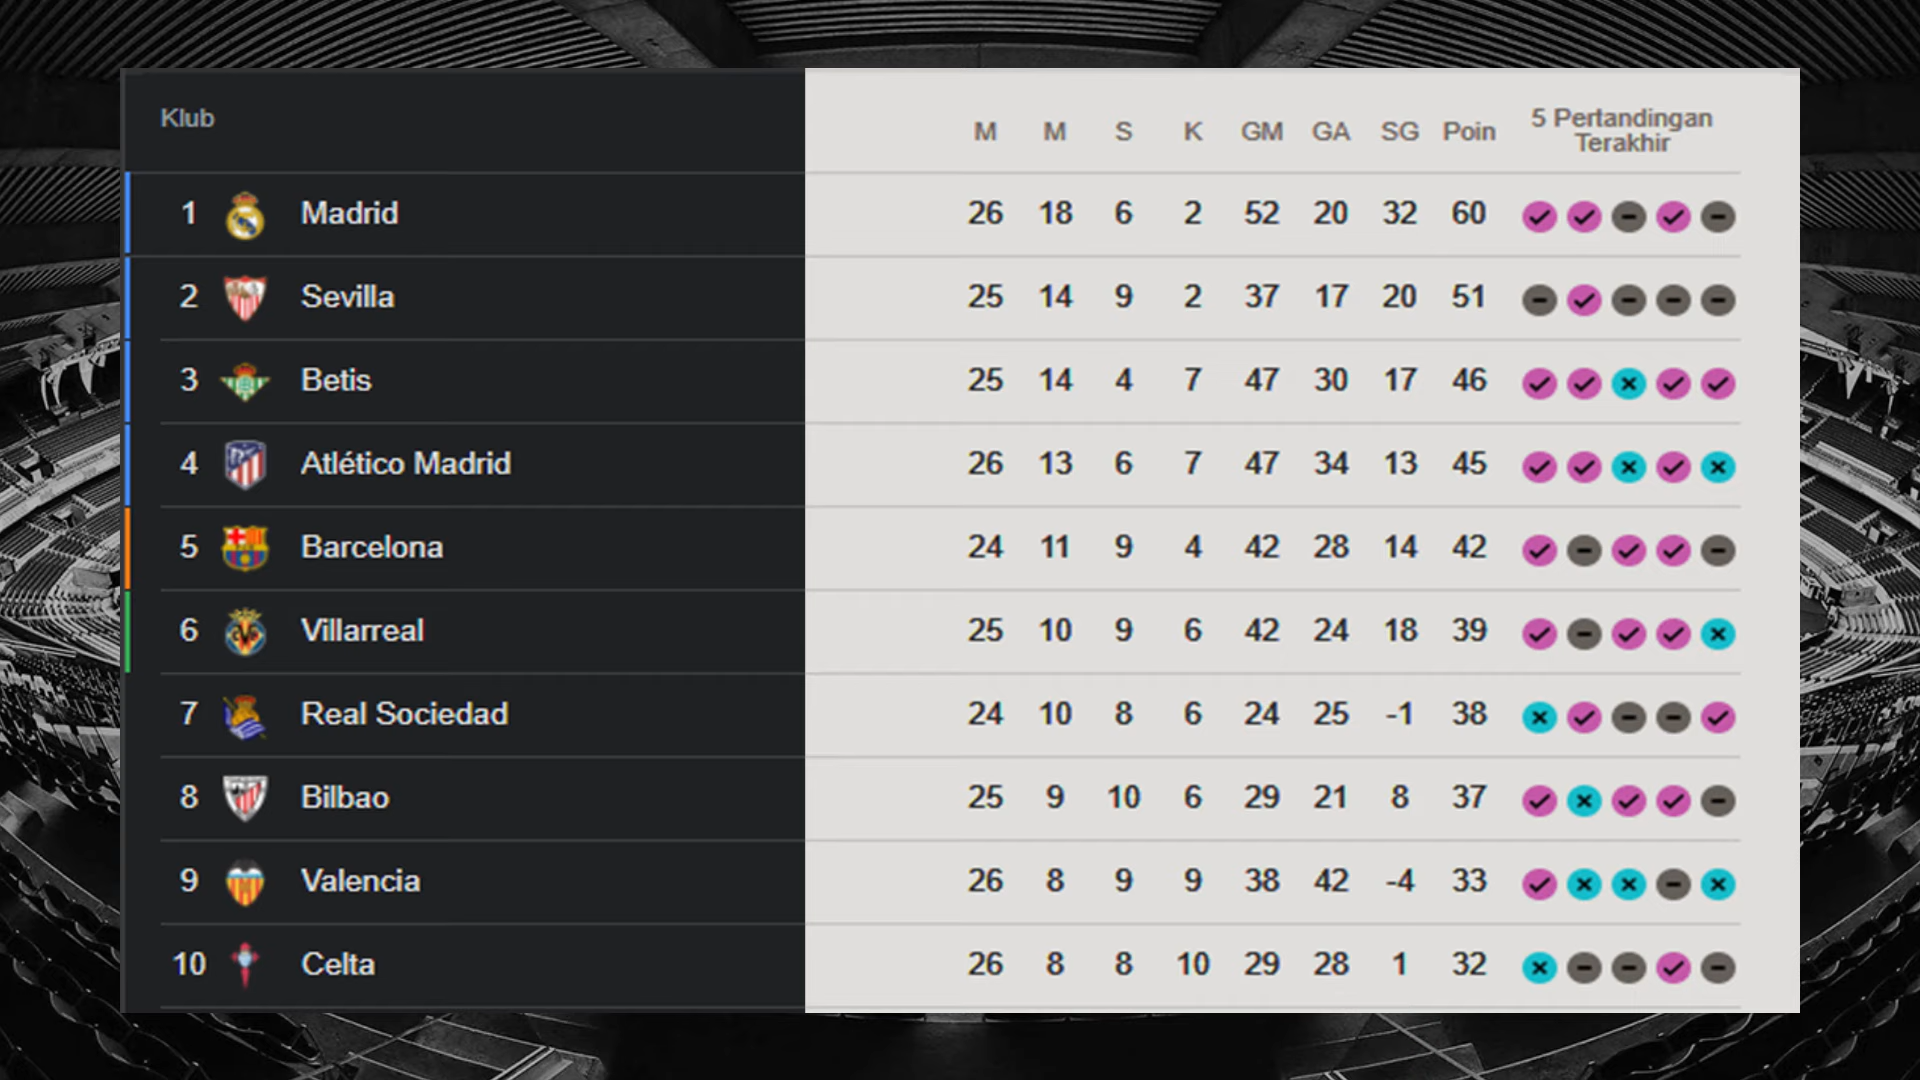 Klub M M S K GM GA SG Poin 5 Pertandingan
Terakhir
1 Madrid 26 18 6 2 52 20 32 60
2 Sevilla 25 14 9 2 37 17 20 51
3 Betis 25 14 4 7 47 30 17 46
4 Atlético Madrid 26 13 6 7 47 34 13 45
5 Barcelona 24 11 9 4 42 28 14 42
6 Villarreal 25 10 9 6 42 24 18 39
7 Real Sociedad 24 10 8 6 24 25 -1 38
8 Bilbao 25 9 10 6 29 21 8 37
9 Valencia 26 8 9 9 38 42 -4 33
10 Celta 26 8 8 10 29 28 1 32